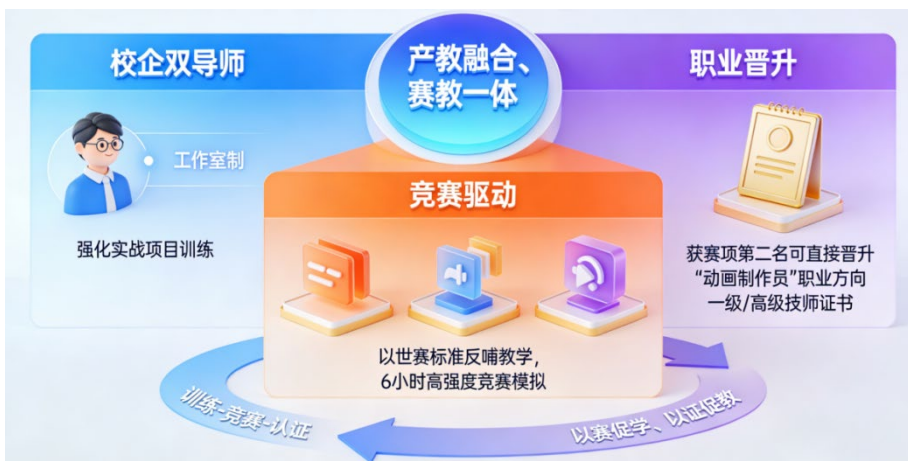 产教融合、
赛教一体
校企双导师
工作室制
强化实战项目训练
竞赛驱动
以世赛标准反哺教学，
6小时高强度竞赛模拟
职业晋升
获赛项第二名可直接晋升
“动画制作员”职业方向
一级/高级技师证书
训练-竞赛-认证
以赛促学、以证促教